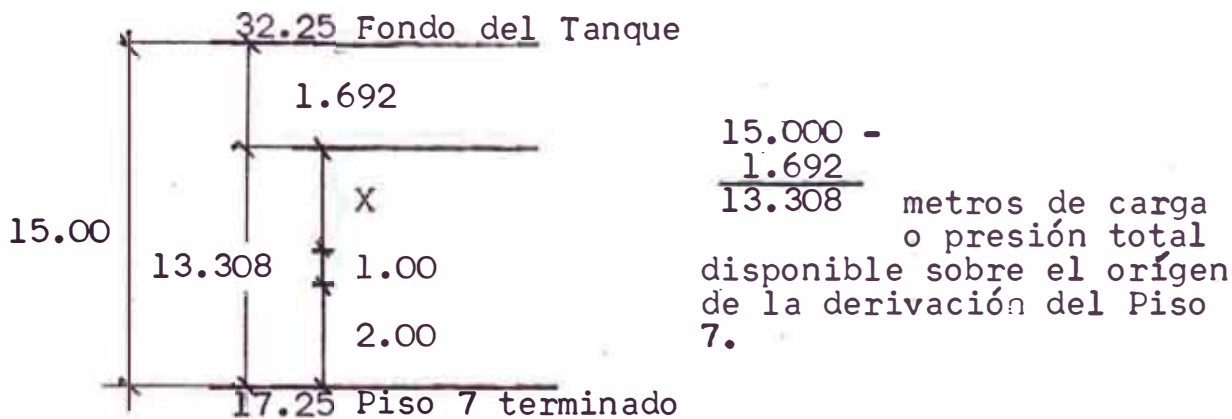 32.25 Fondo del Tanque
1.692
X
15.00
13.308
1.00
2.00
17.25 Piso 7 terminado
15.000 -
1.692
13.308 metros de carga
o presión total
disponible sobre el orígen
de la derivación del Piso
7.